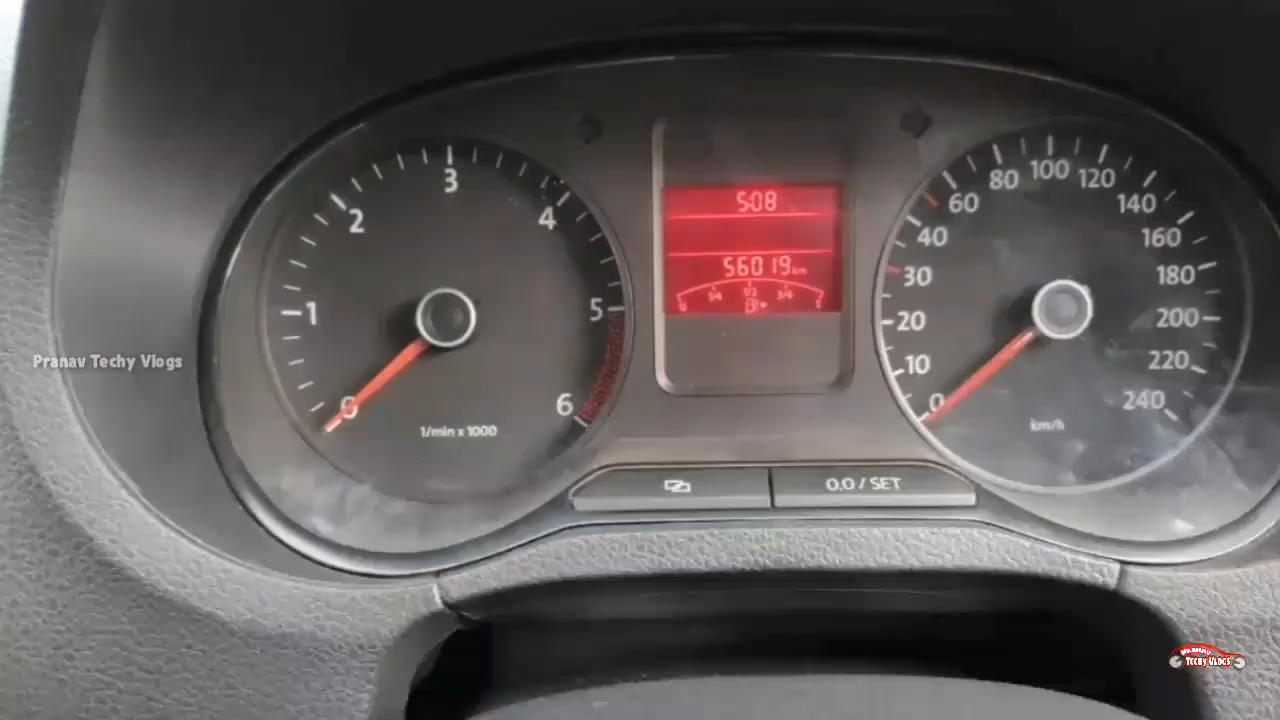 5:08
56019 km
0 1/4 1/2 3/4 1
0 1 2 3 4 5 6
1/min x 1000
0 10 20 30 40 60 80 100 120 140 160 180 200 220 240
km/h
0.0 / SET
Pranav Techy Vlogs
TECHY VLOGS